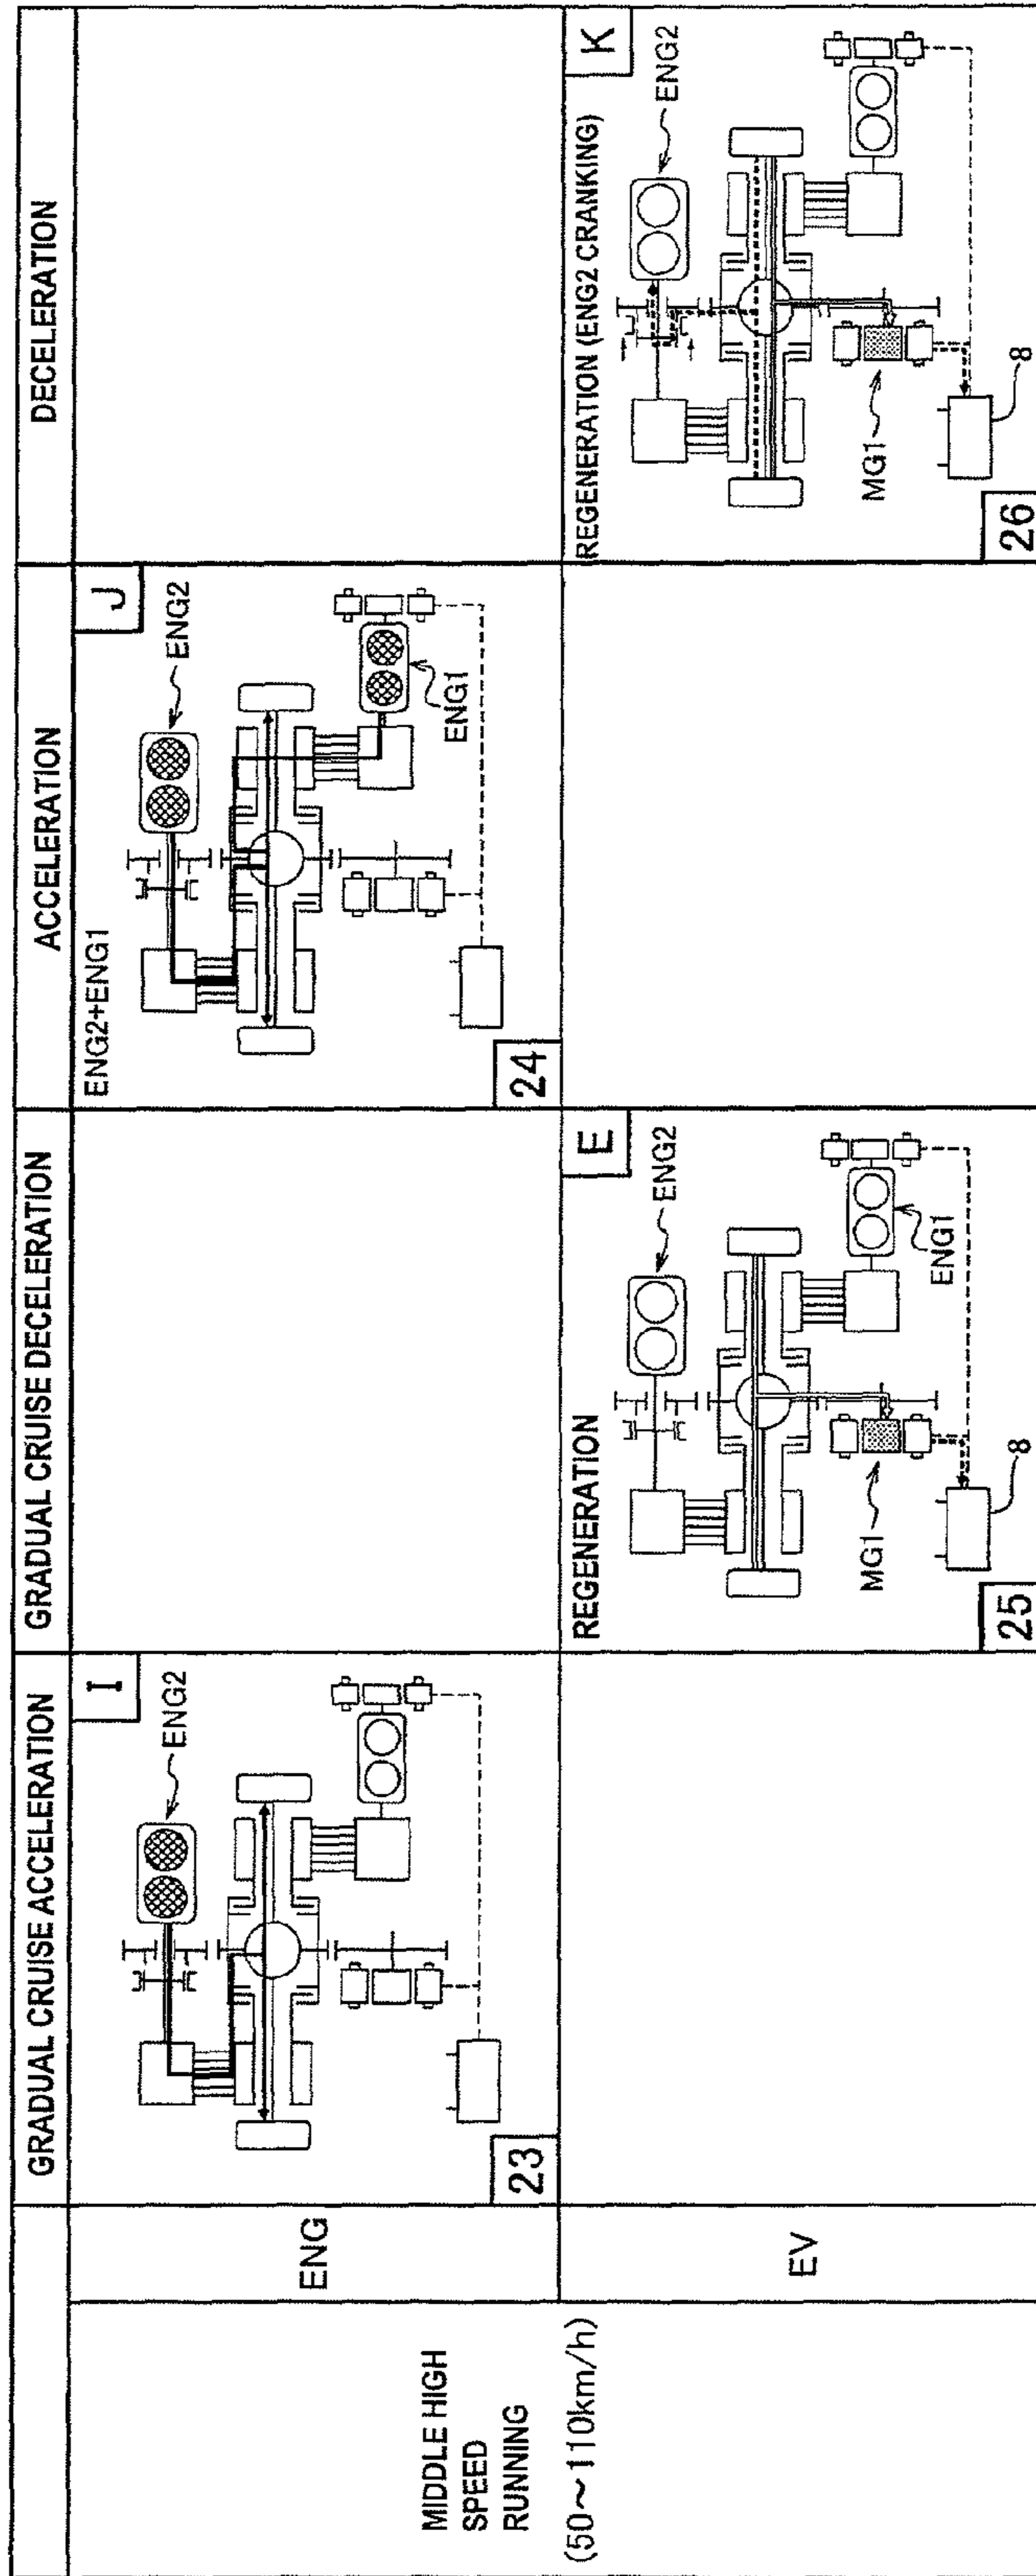 GRADUAL CRUISE ACCELERATION
GRADUAL CRUISE DECELERATION
ACCELERATION
DECELERATION
MIDDLE HIGH
SPEED
RUNNING
(50～110km/h)
ENG
I
ENG2
23
J
ENG2+ENG1
ENG2
ENG1
24
EV
E
REGENERATION
ENG2
ENG1
MG1
8
25
K
REGENERATION (ENG2 CRANKING)
ENG2
MG1
8
26